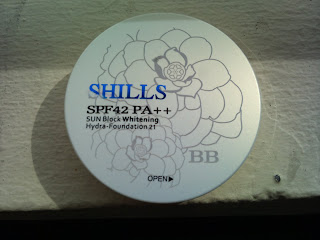 SHILLS
SPF42 PA++
SUN Block Whitening
Hydra-Foundation 21
BB
OPEN▶